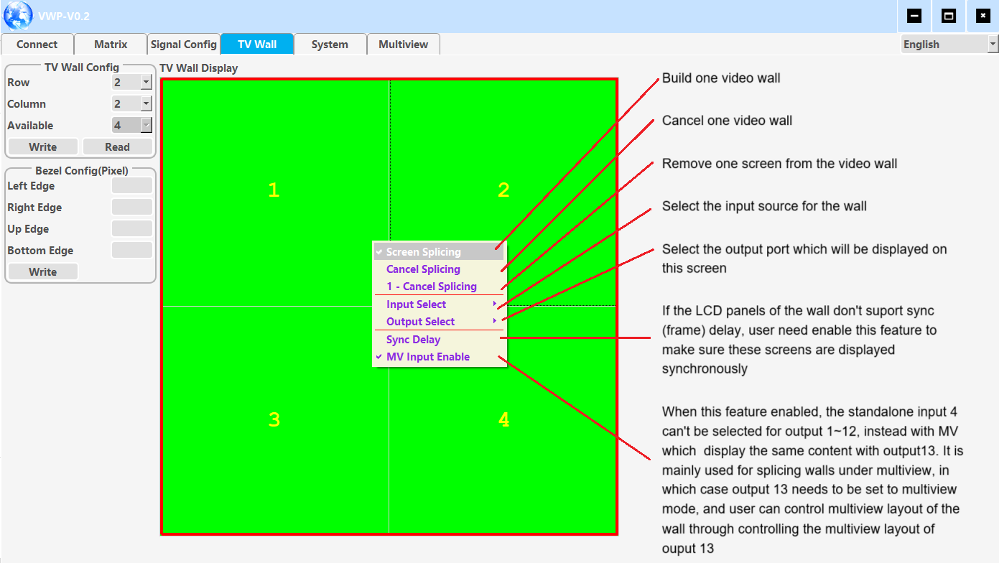 VWP-V0.2
Connect
Matrix
Signal Config
TV Wall
System
Multiview
English
TV Wall Config
Row
2
Column
2
Available
4
Write
Read
Bezel Config(Pixel)
Left Edge
Right Edge
Up Edge
Bottom Edge
Write
TV Wall Display
1
2
3
4
Screen Splicing
Cancel Splicing
1 - Cancel Splicing
Input Select
Output Select
Sync Delay
MV Input Enable
Build one video wall
Cancel one video wall
Remove one screen from the video wall
Select the input source for the wall
Select the output port which will be displayed on
this screen
If the LCD panels of the wall don't suport sync
(frame) delay, user need enable this feature to
make sure these screens are displayed
synchronously
When this feature enabled, the standalone input 4
can't be selected for output 1~12, instead with MV
which  display the same content with output13. It is
mainly used for splicing walls under multiview, in
which case output 13 needs to be set to multiview
mode, and user can control multiview layout of the
wall through controlling the multiview layout of
ouput 13